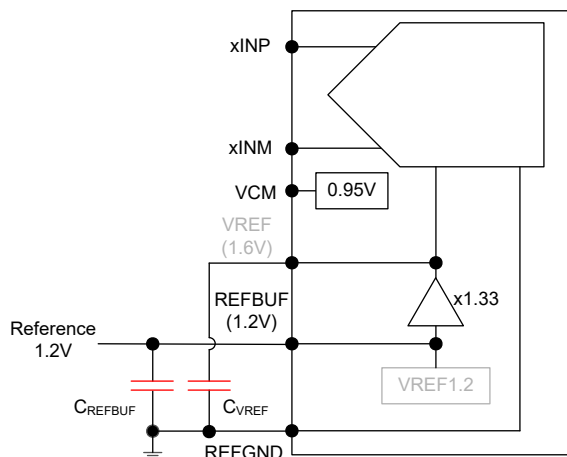 xINP
xINM
VCM
0.95V
VREF
(1.6V)
REFBUF
(1.2V)
x1.33
Reference
1.2V
VREF1.2
CREFBUF
CVREF
REFGND